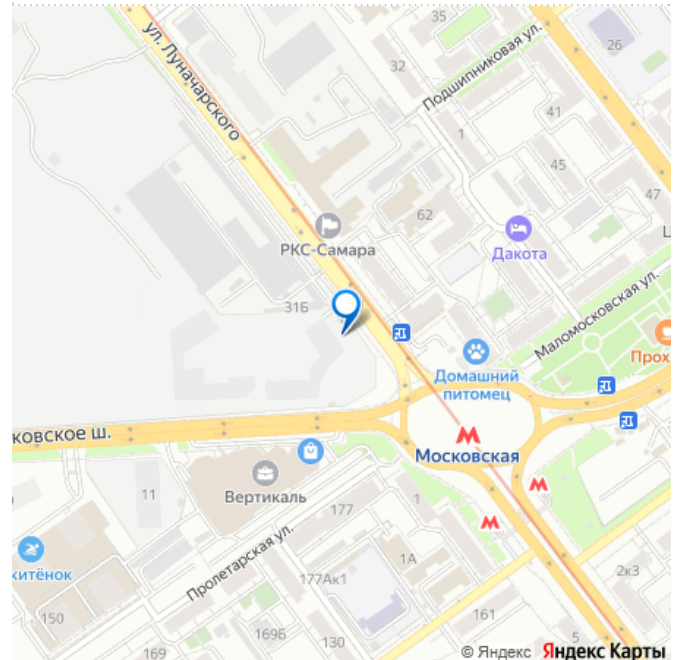 35
26
ул. Луначарского
32
Подшипниковая ул.
41
1
45
47
62
Ц
РКС-Самара
Дакота
31Б
Маломосковская ул.
Домашний
питомец
Прох
ковское ш.
М
Московская
М
М
Вертикаль
11
177
1
хитёнок
Пролетарская ул.
1А
177Ак1
2к3
150
161
169Б
130
169
5
© Яндекс Яндекс Карты